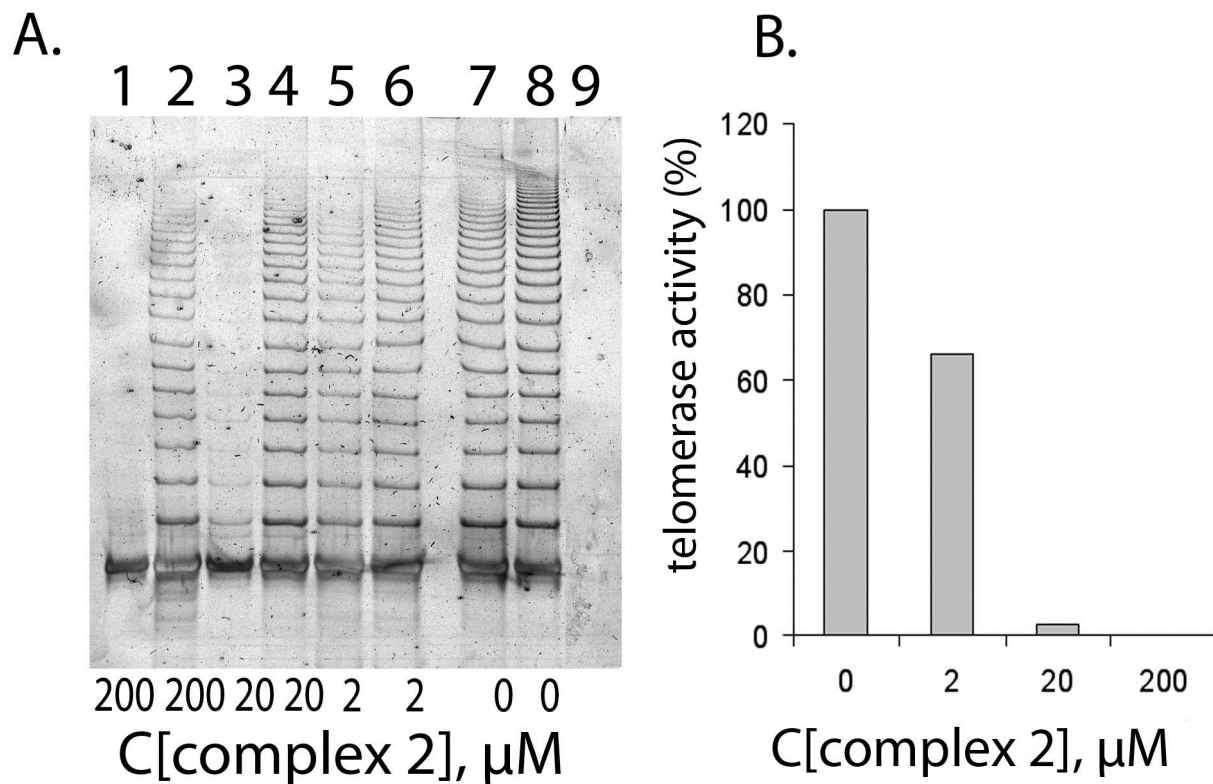 A.
1 2 3 4 5 6 7 8 9
200 200 20 20 2 2 0 0
C[complex 2], µM
B.
telomerase activity (%)
120
100
80
60
40
20
0
0 2 20 200
C[complex 2], µM